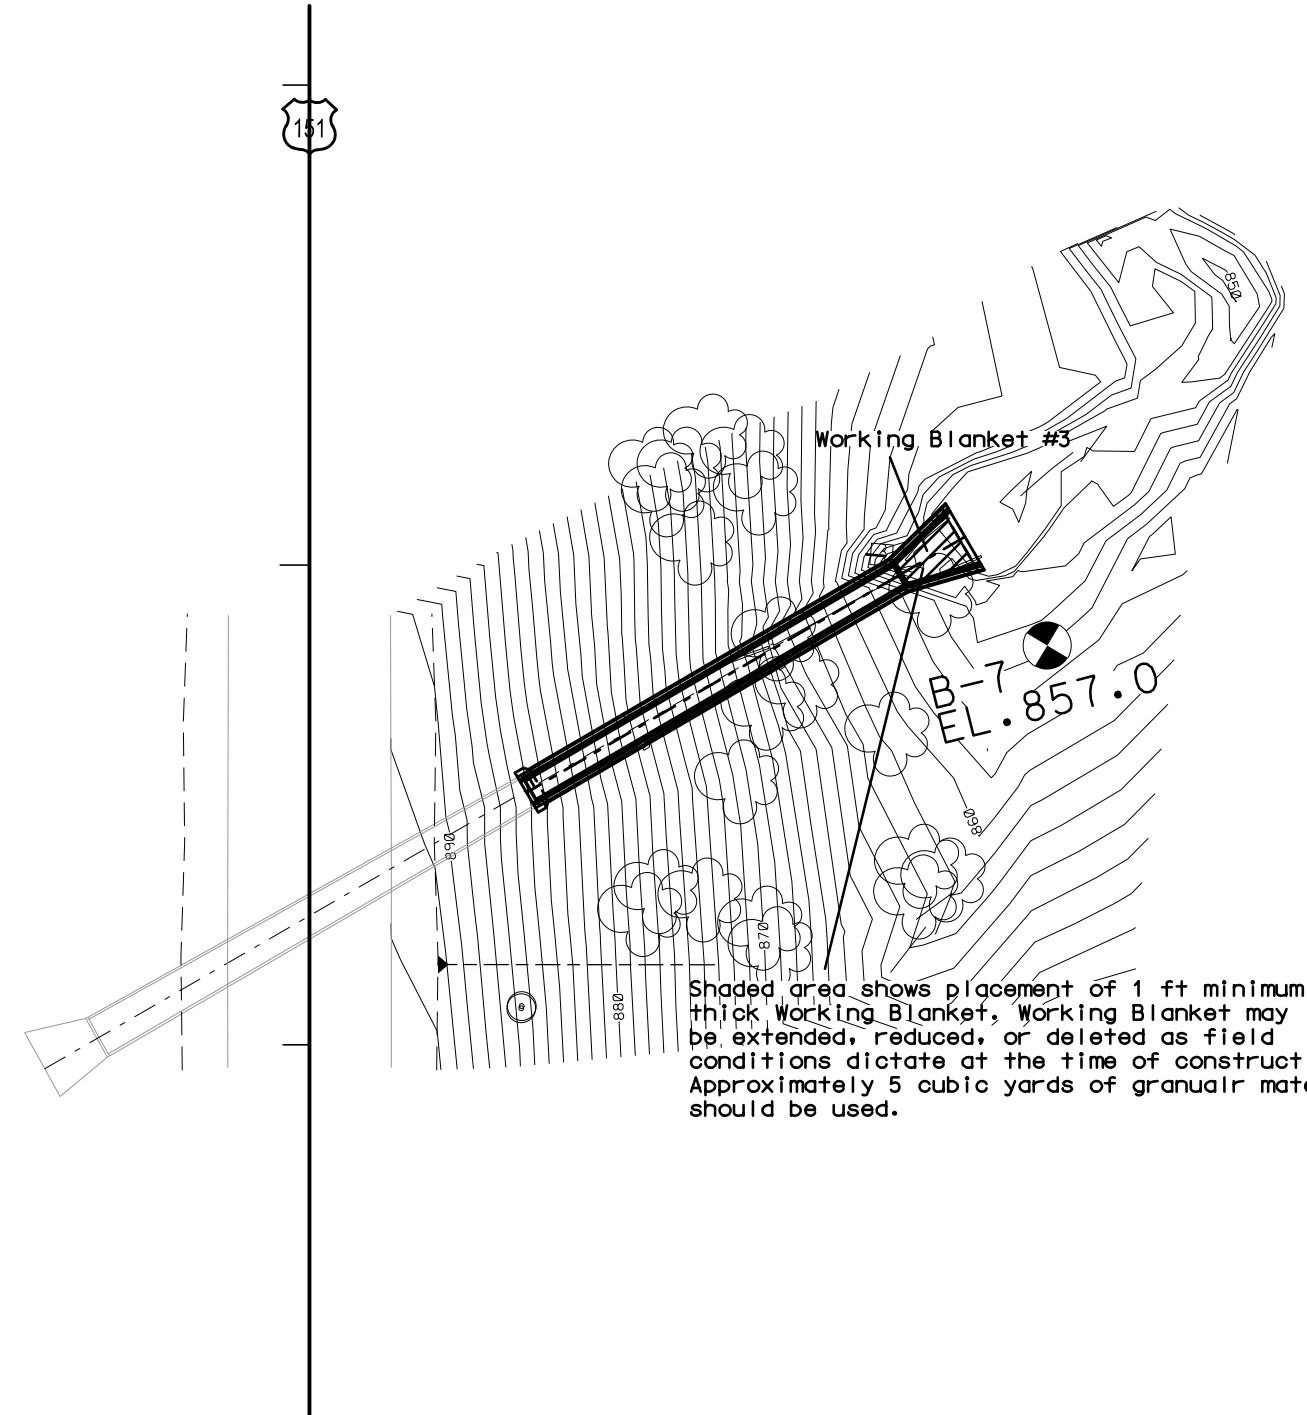 151
850
Working Blanket #3
B-7
EL.857.0
860
890
870
880
Shaded area shows placement of 1 ft minimum
thick Working Blanket. Working Blanket may
be extended, reduced, or deleted as field
conditions dictate at the time of construct
Approximately 5 cubic yards of granualr mate
should be used.